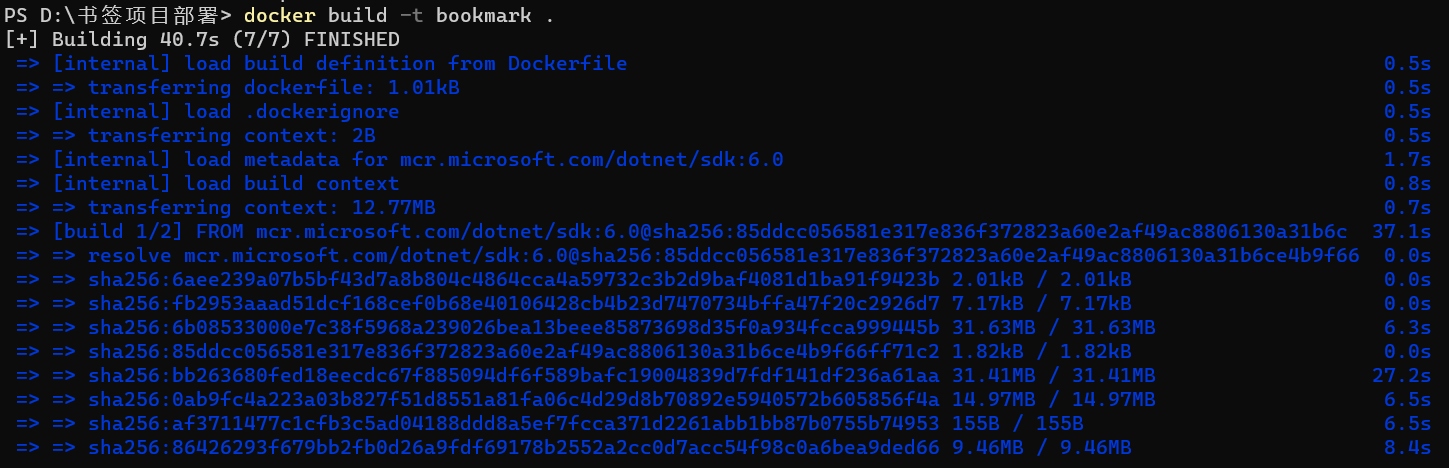 PS D:\书签项目部署> docker build -t bookmark .
[+] Building 40.7s (7/7) FINISHED
=> [internal] load build definition from Dockerfile 0.5s
=> => transferring dockerfile: 1.01kB 0.5s
=> [internal] load .dockerignore 0.5s
=> => transferring context: 2B 0.5s
=> [internal] load metadata for mcr.microsoft.com/dotnet/sdk:6.0 1.7s
=> [internal] load build context 0.8s
=> => transferring context: 12.77MB 0.7s
=> [build 1/2] FROM mcr.microsoft.com/dotnet/sdk:6.0@sha256:85ddcc056581e317e836f372823a60e2af49ac8806130a31b6c 37.1s
=> => resolve mcr.microsoft.com/dotnet/sdk:6.0@sha256:85ddcc056581e317e836f372823a60e2af49ac8806130a31b6ce4b9f66 0.0s
=> => sha256:6aee239a07b5bf43d7a8b804c4864cca4a59732c3b2d9baf4081d1ba91f9423b 2.01kB / 2.01kB 0.0s
=> => sha256:fb2953aaad51dcf168cef0b68e40106428cb4b23d7470734bffa47f20c2926d7 7.17kB / 7.17kB 0.0s
=> => sha256:6b08533000e7c38f5968a239026bea13beee85873698d35f0a934fcca999445b 31.63MB / 31.63MB 6.3s
=> => sha256:85ddcc056581e317e836f372823a60e2af49ac8806130a31b6ce4b9f66ff71c2 1.82kB / 1.82kB 0.0s
=> => sha256:bb263680fed18eecdc67f885094df6f589bafc19004839d7fdf141df236a61aa 31.41MB / 31.41MB 27.2s
=> => sha256:0ab9fc4a223a03b827f51d8551a81fa06c4d29d8b70892e5940572b605856f4a 14.97MB / 14.97MB 6.5s
=> => sha256:af3711477c1cfb3c5ad04188ddd8a5ef7fcca371d2261abb1bb87b0755b74953 155B / 155B 6.5s
=> => sha256:86426293f679bb2fb0d26a9fdf69178b2552a2cc0d7acc54f98c0a6bea9ded66 9.46MB / 9.46MB 8.4s